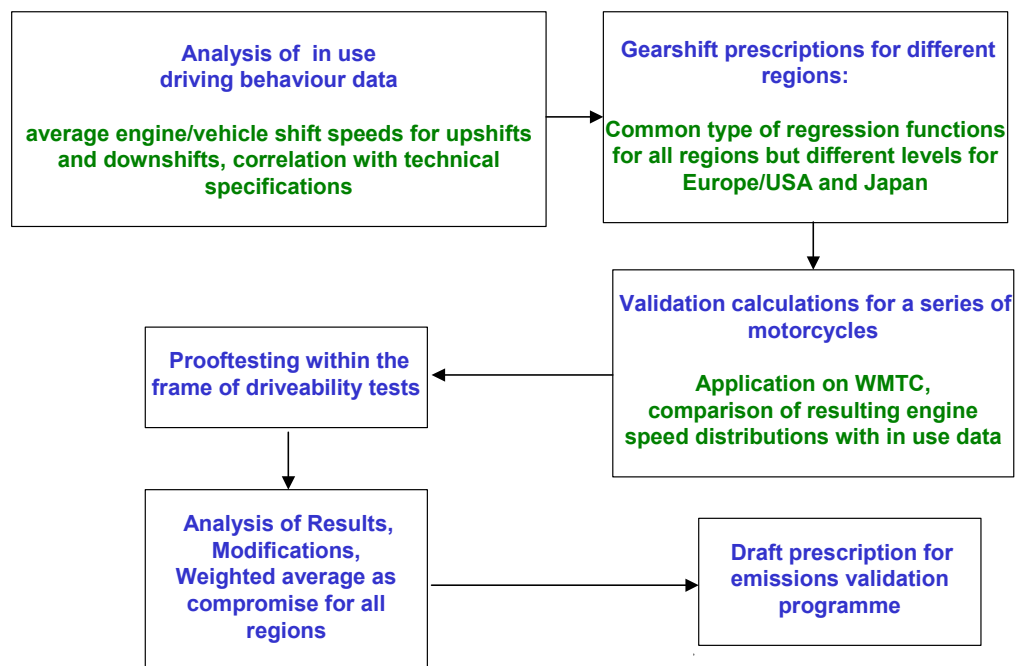 Analysis of in use
driving behaviour data
average engine/vehicle shift speeds for upshifts
and downshifts, correlation with technical
specifications
Gearshift prescriptions for different
regions:
Common type of regression functions
for all regions but different levels for
Europe/USA and Japan
Validation calculations for a series of
motorcycles
Application on WMTC,
comparison of resulting engine
speed distributions with in use data
Prooftesting within the
frame of driveability tests
Analysis of Results,
Modifications,
Weighted average as
compromise for all
regions
Draft prescription for
emissions validation
programme